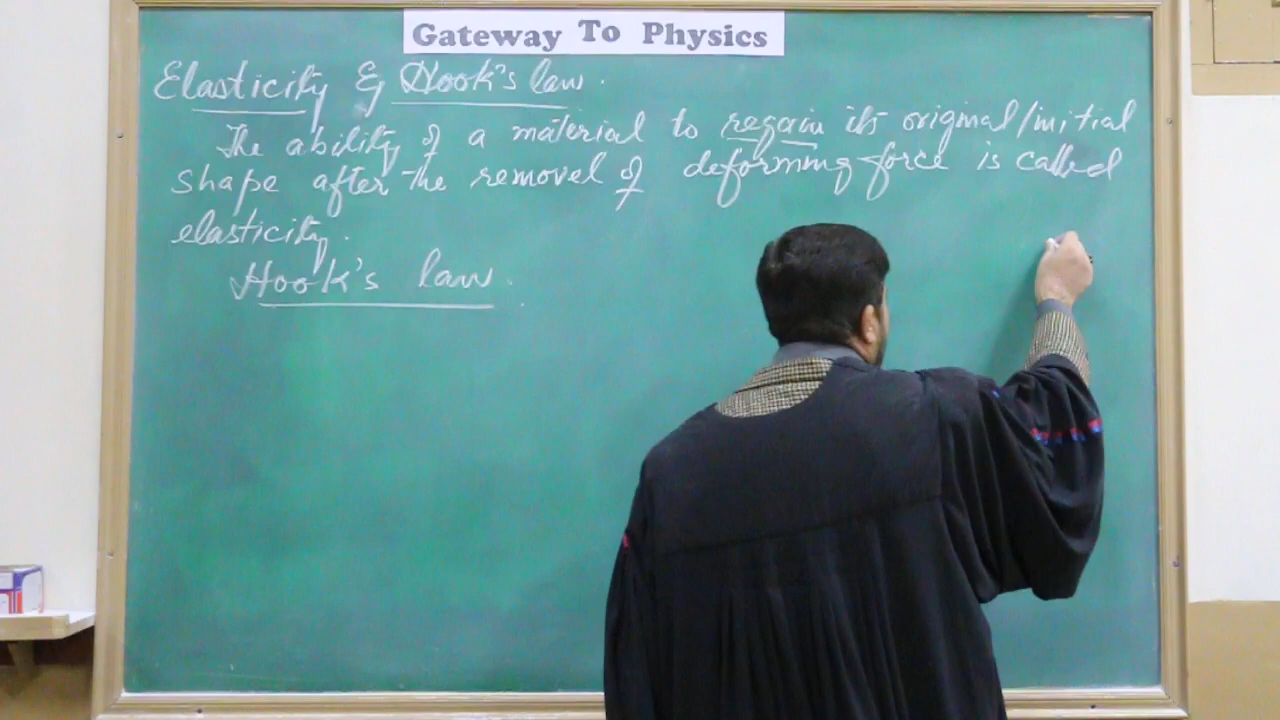 Gateway To Physics
Elasticity & Hook's law.
The ability of a material to regain its original/initial
shape after the removel of deforming force is called
elasticity.
Hook's law.